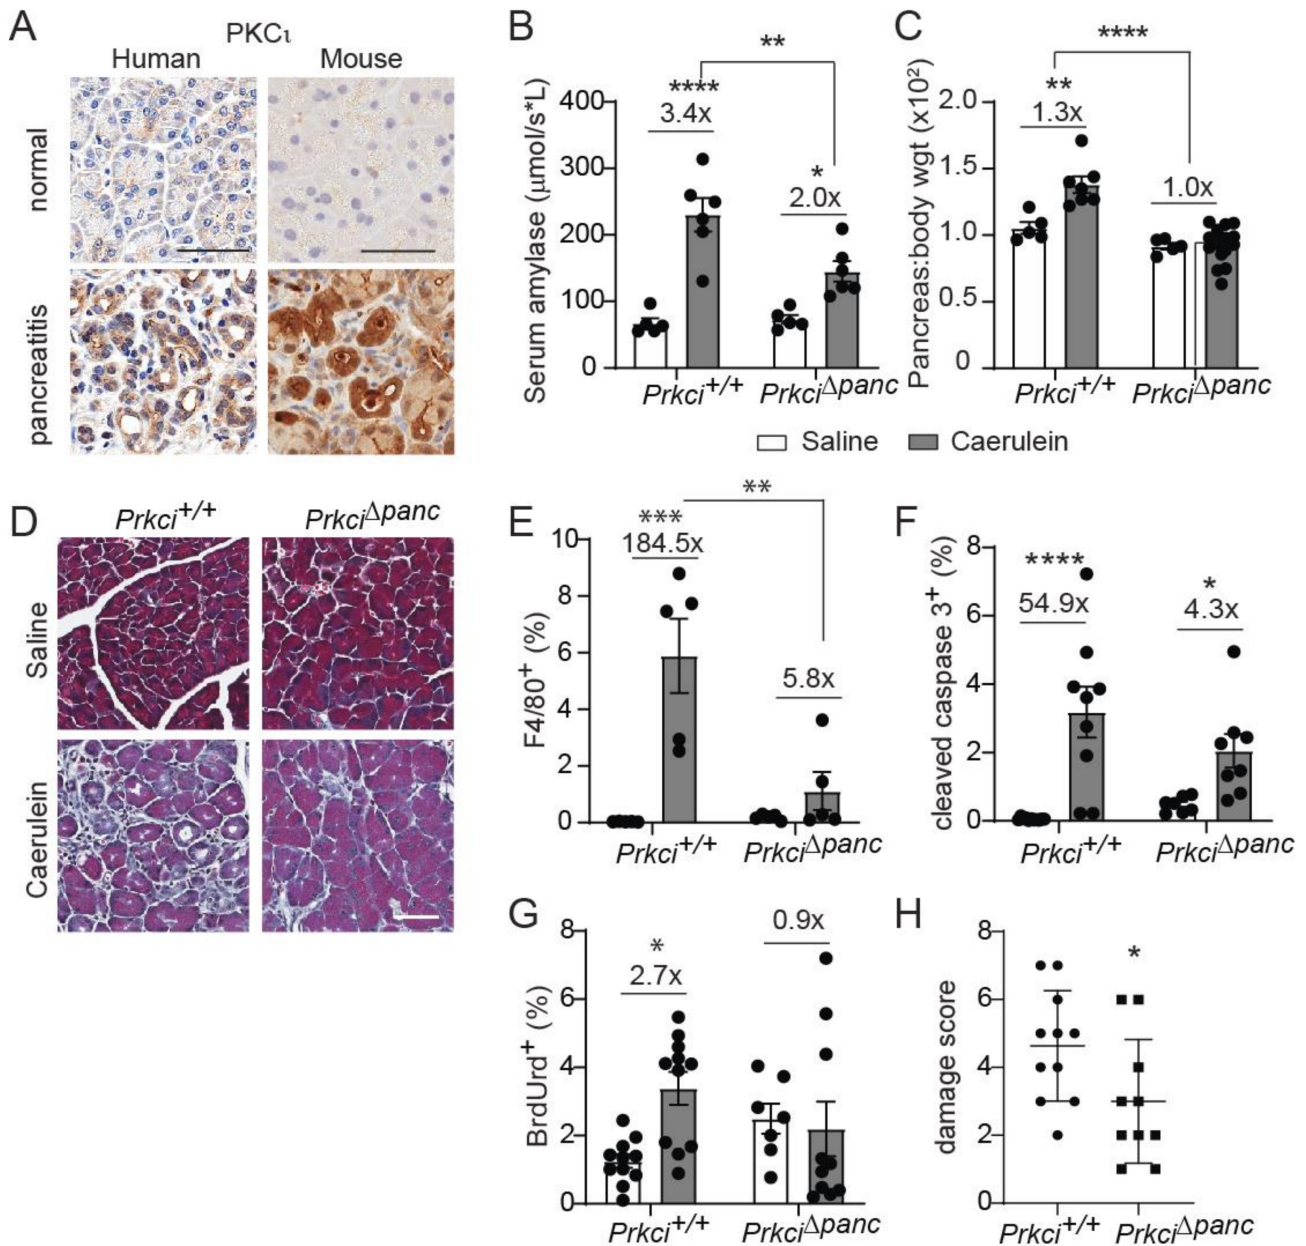 A
PKCι
Human Mouse
normal
pancreatitis
B
**
****
3.4x
*
2.0x
Serum amylase (μmol/s*L)
400
300
200
100
0
Prkci+/+ PrkciΔpanc
C
****
**
1.3x
1.0x
Pancreas:body wgt (x10²)
2.0
1.5
1.0
0.5
0
Prkci+/+ PrkciΔpanc
Saline Caerulein
D
Prkci+/+ PrkciΔpanc
Saline
Caerulein
E
**
***
184.5x
5.8x
F4/80+ (%)
10
8
6
4
2
0
Prkci+/+ PrkciΔpanc
F
****
54.9x
*
4.3x
cleaved caspase 3+ (%)
8
6
4
2
0
Prkci+/+ PrkciΔpanc
G
*
2.7x
0.9x
BrdUrd+ (%)
8
6
4
2
0
Prkci+/+ PrkciΔpanc
H
*
damage score
8
6
4
2
0
Prkci+/+ PrkciΔpanc